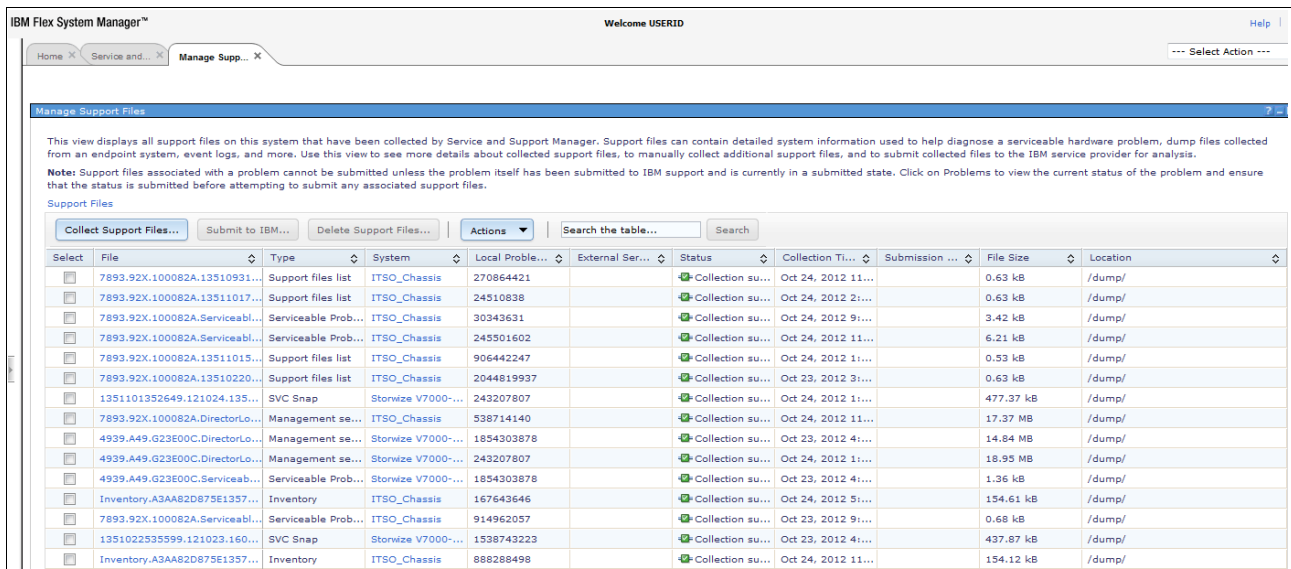 IBM Flex System Manager™ Welcome USERID Help
Home Service and... Manage Supp... --- Select Action ---
Manage Support Files
This view displays all support files on this system that have been collected by Service and Support Manager. Support files can contain detailed system information used to help diagnose a serviceable hardware problem, dump files collected
from an endpoint system, event logs, and more. Use this view to see more details about collected support files, to manually collect additional support files, and to submit collected files to the IBM service provider for analysis.
Note: Support files associated with a problem cannot be submitted unless the problem itself has been submitted to IBM support and is currently in a submitted state. Click on Problems to view the current status of the problem and ensure
that the status is submitted before attempting to submit any associated support files.
Support Files
Collect Support Files... Submit to IBM... Delete Support Files... Actions Search the table... Search
Select File Type System Local Proble... External Ser... Status Collection Ti... Submission ... File Size Location
7893.92X.100082A.13510931... Support files list ITSO_Chassis 270864421 Collection su... Oct 24, 2012 11... 0.63 kB /dump/
7893.92X.100082A.13511017... Support files list ITSO_Chassis 24510838 Collection su... Oct 24, 2012 2:... 0.63 kB /dump/
7893.92X.100082A.Serviceabl... Serviceable Prob... ITSO_Chassis 30343631 Collection su... Oct 24, 2012 9:... 3.42 kB /dump/
7893.92X.100082A.Serviceabl... Serviceable Prob... ITSO_Chassis 245501602 Collection su... Oct 24, 2012 11... 6.21 kB /dump/
7893.92X.100082A.13511015... Support files list ITSO_Chassis 906442247 Collection su... Oct 24, 2012 1:... 0.53 kB /dump/
7893.92X.100082A.13510220... Support files list ITSO_Chassis 2044819937 Collection su... Oct 23, 2012 3:... 0.63 kB /dump/
1351101352649.121024.135... SVC Snap Storwize V7000-... 243207807 Collection su... Oct 24, 2012 1:... 477.37 kB /dump/
7893.92X.100082A.DirectorLo... Management se... ITSO_Chassis 538714140 Collection su... Oct 24, 2012 11... 17.37 MB /dump/
4939.A49.G23E00C.DirectorLo... Management se... Storwize V7000-... 1854303878 Collection su... Oct 23, 2012 4:... 14.84 MB /dump/
4939.A49.G23E00C.DirectorLo... Management se... Storwize V7000-... 243207807 Collection su... Oct 24, 2012 1:... 18.95 MB /dump/
4939.A49.G23E00C.Serviceab... Serviceable Prob... Storwize V7000-... 1854303878 Collection su... Oct 23, 2012 4:... 1.36 kB /dump/
Inventory.A3AA82D875E1357... Inventory ITSO_Chassis 167643646 Collection su... Oct 24, 2012 5:... 154.61 kB /dump/
7893.92X.100082A.Serviceabl... Serviceable Prob... ITSO_Chassis 914962057 Collection su... Oct 23, 2012 9:... 0.68 kB /dump/
1351022535599.121023.160... SVC Snap Storwize V7000-... 1538743223 Collection su... Oct 23, 2012 4:... 437.87 kB /dump/
Inventory.A3AA82D875E1357... Inventory ITSO_Chassis 888288498 Collection su... Oct 24, 2012 11... 154.12 kB /dump/